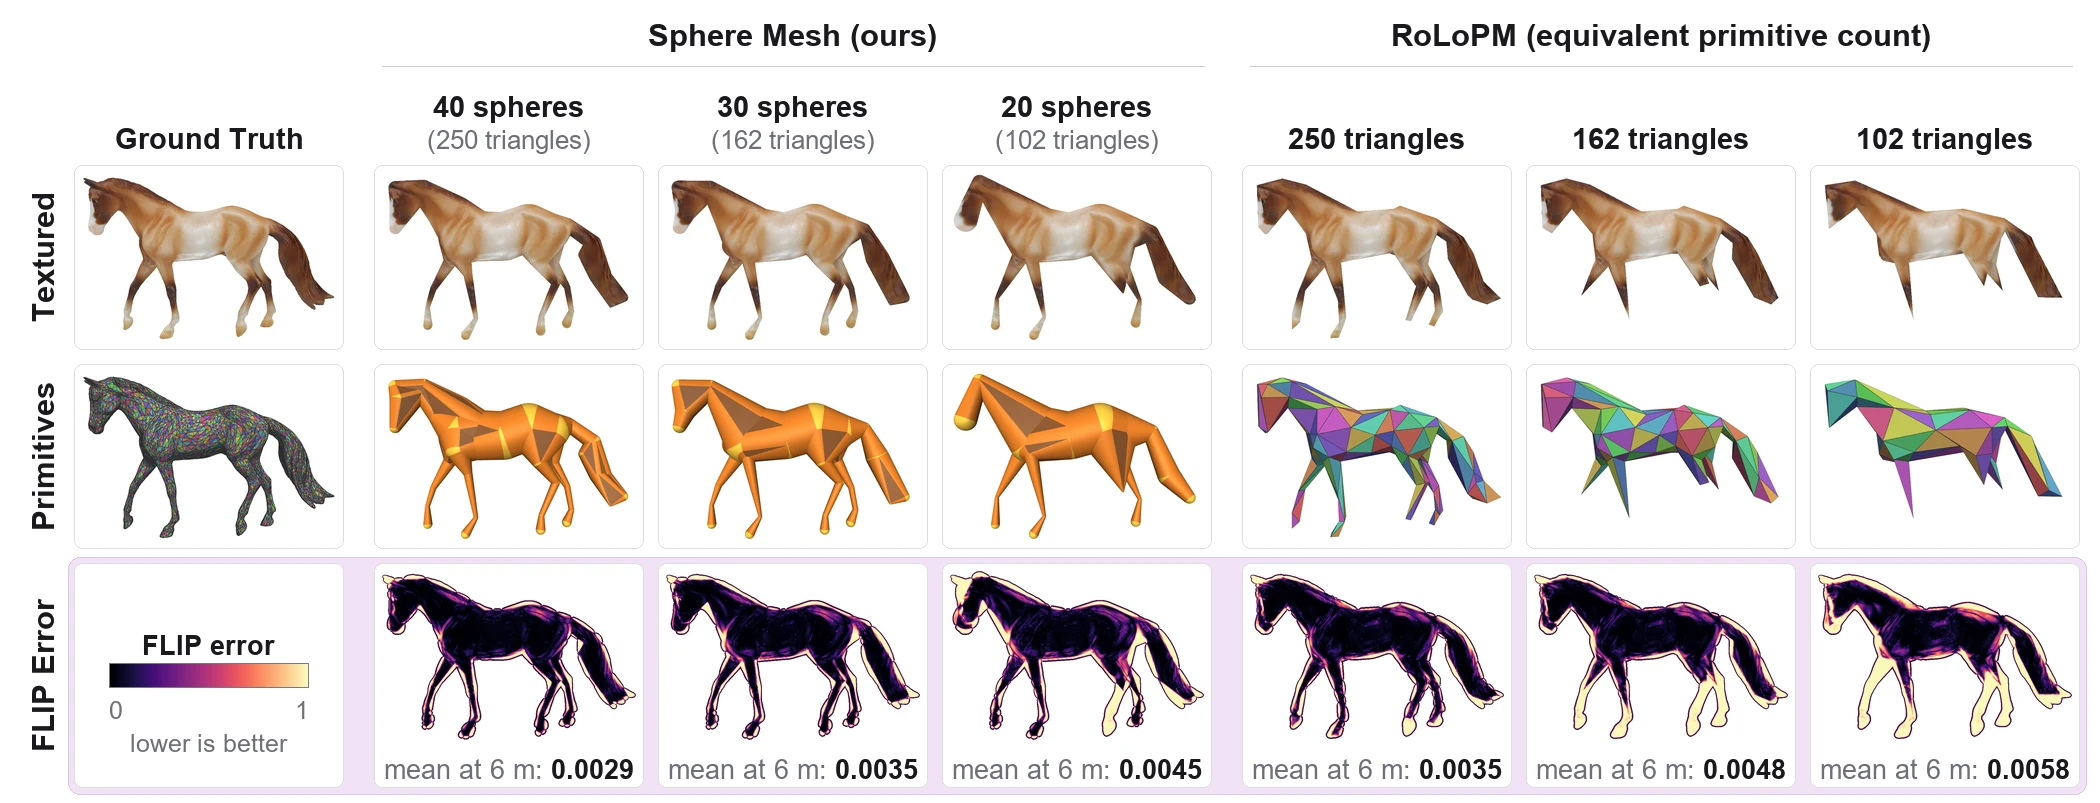 Sphere Mesh (ours)
RoLoPM (equivalent primitive count)
Ground Truth
40 spheres
(250 triangles)
30 spheres
(162 triangles)
20 spheres
(102 triangles)
250 triangles
162 triangles
102 triangles
Textured
Primitives
FLIP Error
FLIP error
0 1
lower is better
mean at 6 m: 0.0029
mean at 6 m: 0.0035
mean at 6 m: 0.0045
mean at 6 m: 0.0035
mean at 6 m: 0.0048
mean at 6 m: 0.0058